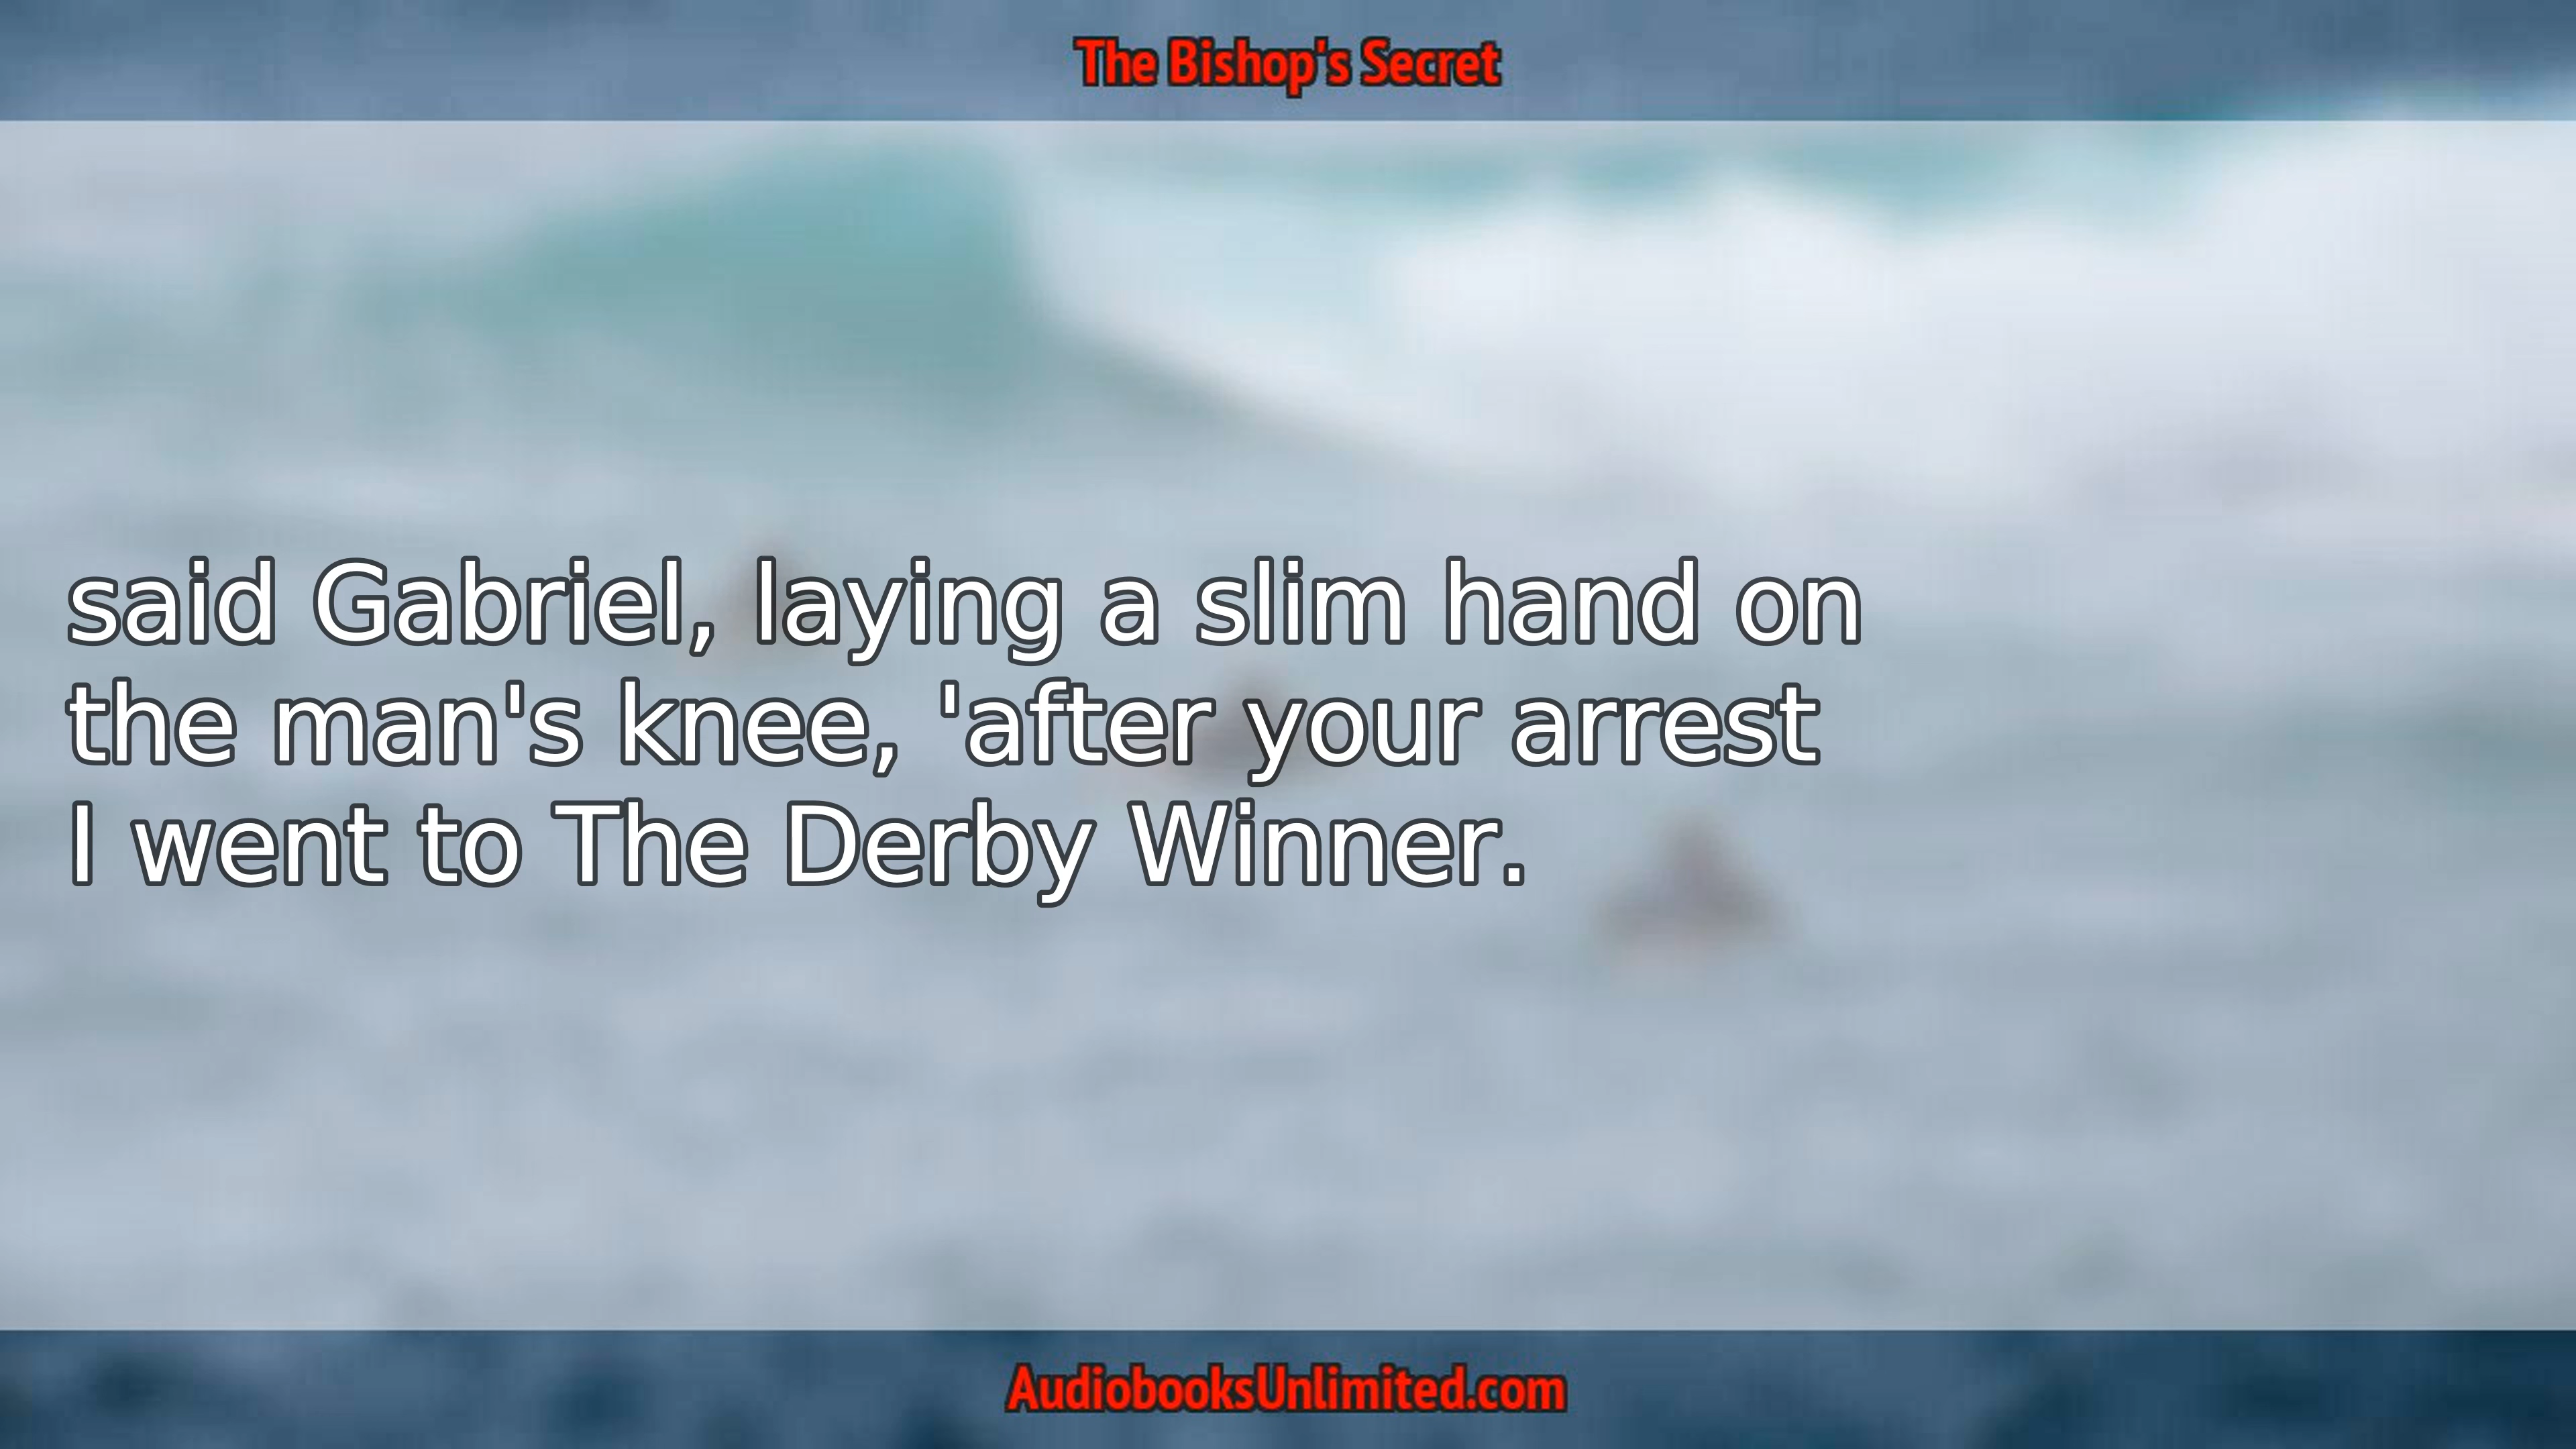 The Bishop's Secret
said Gabriel, laying a slim hand on
the man's knee, 'after your arrest
I went to The Derby Winner.
AudiobooksUnlimited.com